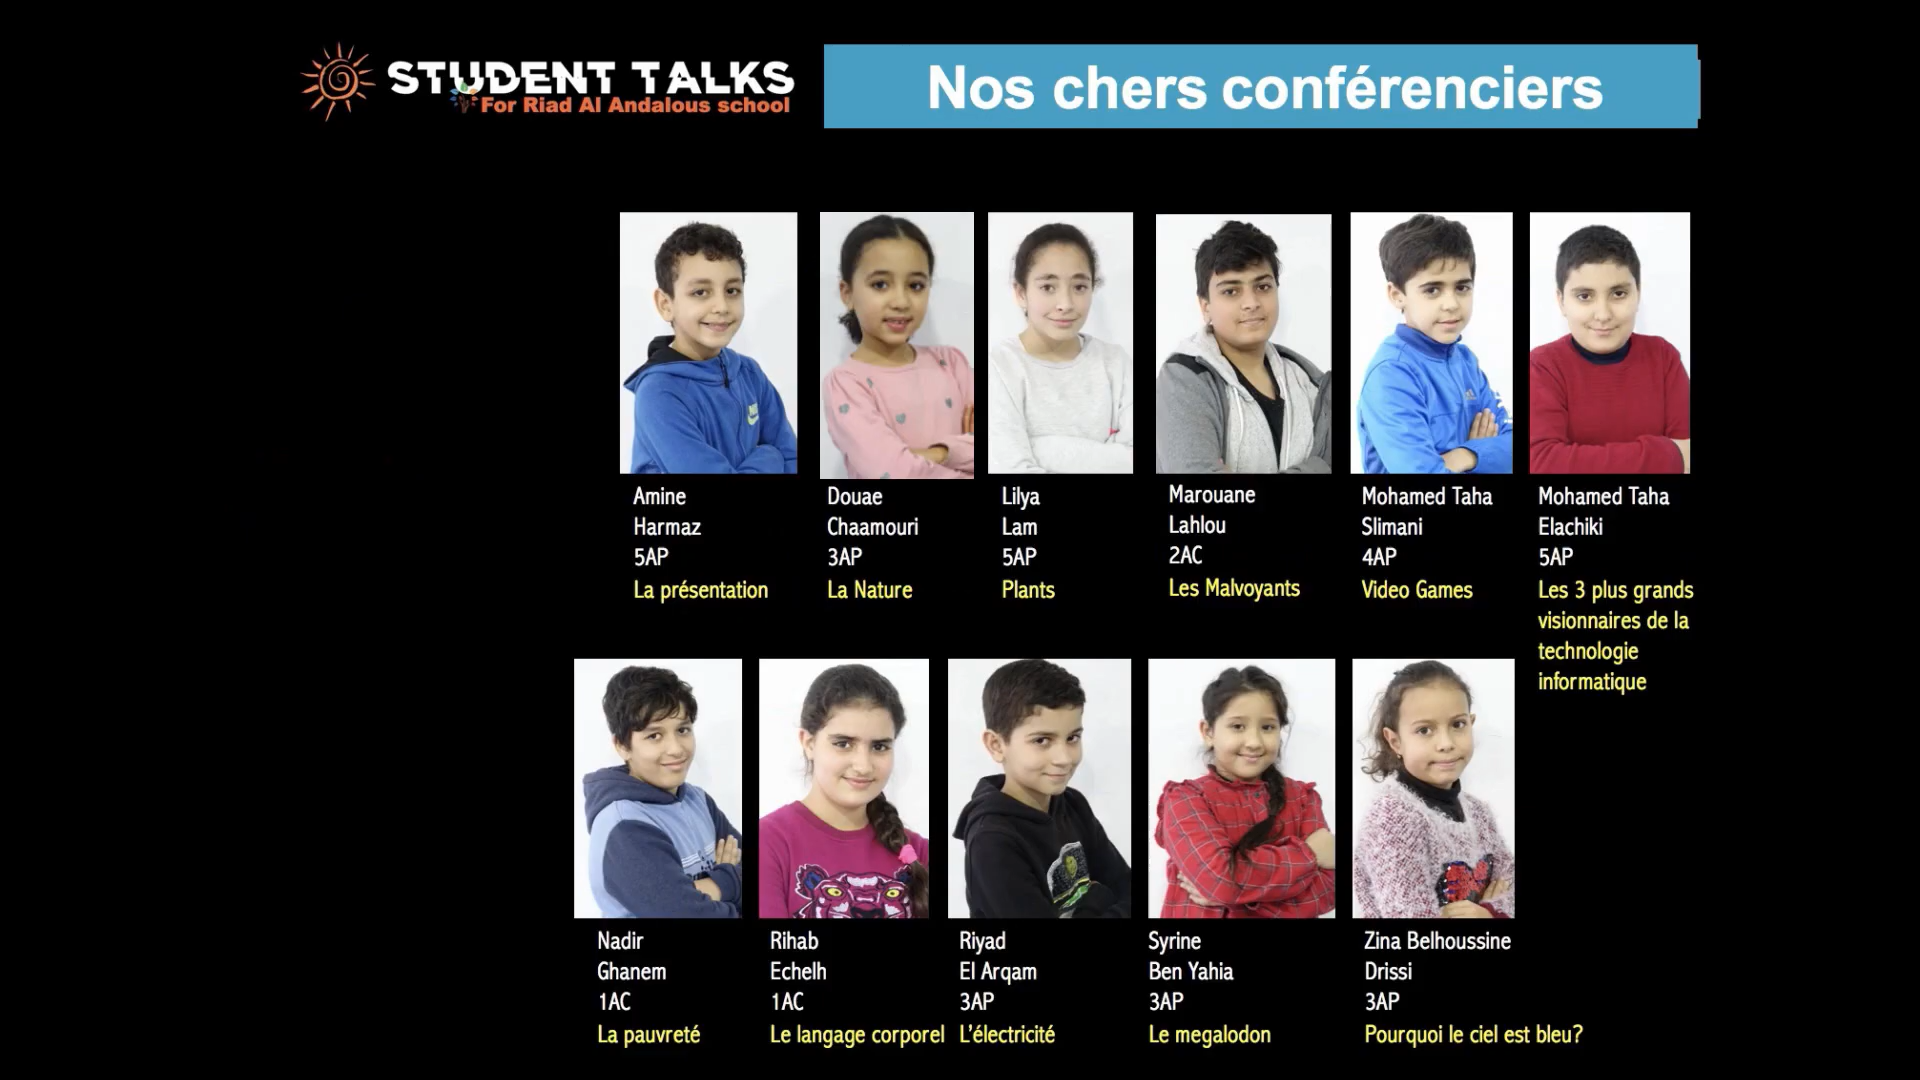 STUDENT TALKS
For Riad Al Andalous school
Nos chers conférenciers
Amine
Harmaz
5AP
La présentation
Douae
Chaamouri
3AP
La Nature
Lilya
Lam
5AP
Plants
Marouane
Lahlou
2AC
Les Malvoyants
Mohamed Taha
Slimani
4AP
Video Games
Mohamed Taha
Elachiki
5AP
Les 3 plus grands
visionnaires de la
technologie
informatique
Nadir
Ghanem
1AC
La pauvreté
Rihab
Echelh
1AC
Le langage corporel
Riyad
El Arqam
3AP
L'électricité
Syrine
Ben Yahia
3AP
Le megalodon
Zina Belhoussine
Drissi
3AP
Pourquoi le ciel est bleu?